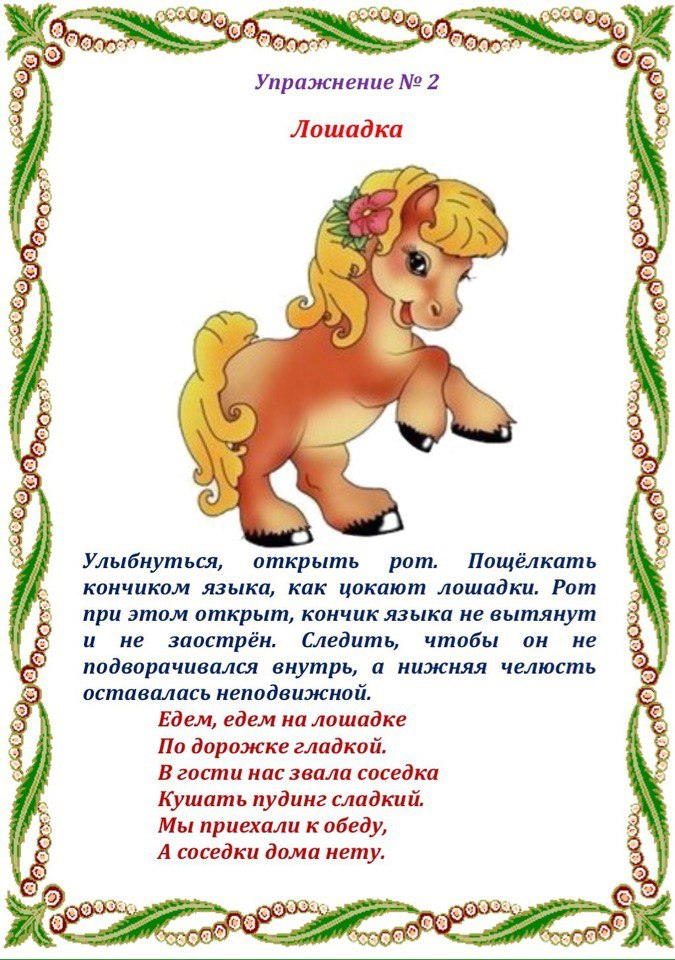 Упражнение № 2
Лошадка
Улыбнуться, открыть рот. Пощёлкать
кончиком языка, как цокают лошадки. Рот
при этом открыт, кончик языка не вытянут
и не заострён. Следить, чтобы он не
подворачивался внутрь, а нижняя челюсть
оставалась неподвижной.
Едем, едем на лошадке
По дорожке гладкой.
В гости нас звала соседка
Кушать пудинг сладкий.
Мы приехали к обеду,
А соседки дома нету.